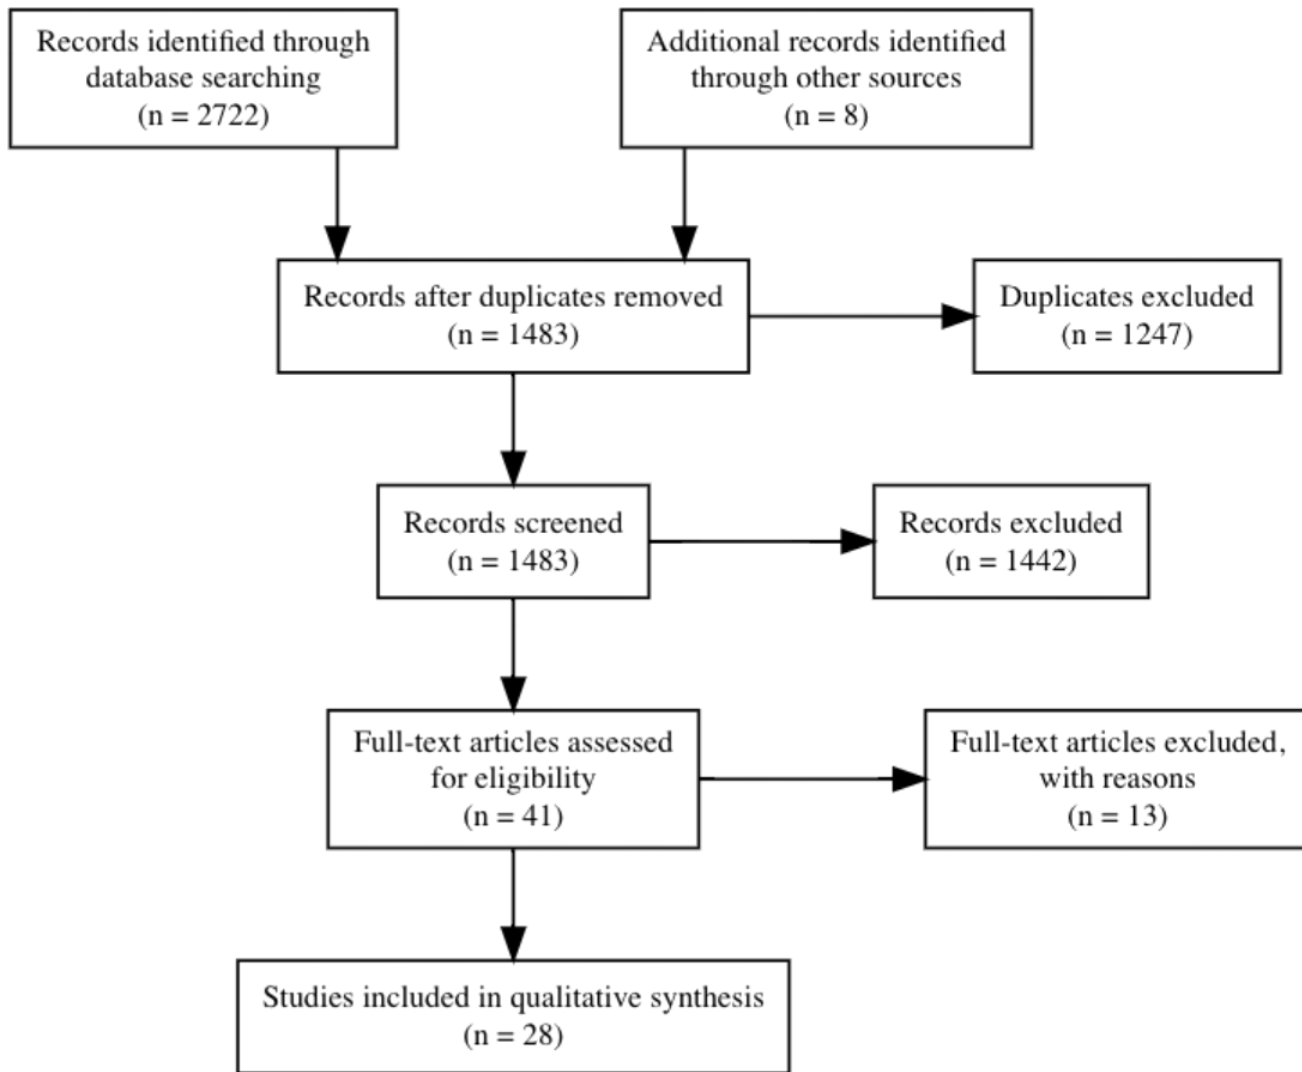 Records identified through
database searching
(n = 2722)
Additional records identified
through other sources
(n = 8)
Records after duplicates removed
(n = 1483)
Duplicates excluded
(n = 1247)
Records screened
(n = 1483)
Records excluded
(n = 1442)
Full-text articles assessed
for eligibility
(n = 41)
Full-text articles excluded,
with reasons
(n = 13)
Studies included in qualitative synthesis
(n = 28)